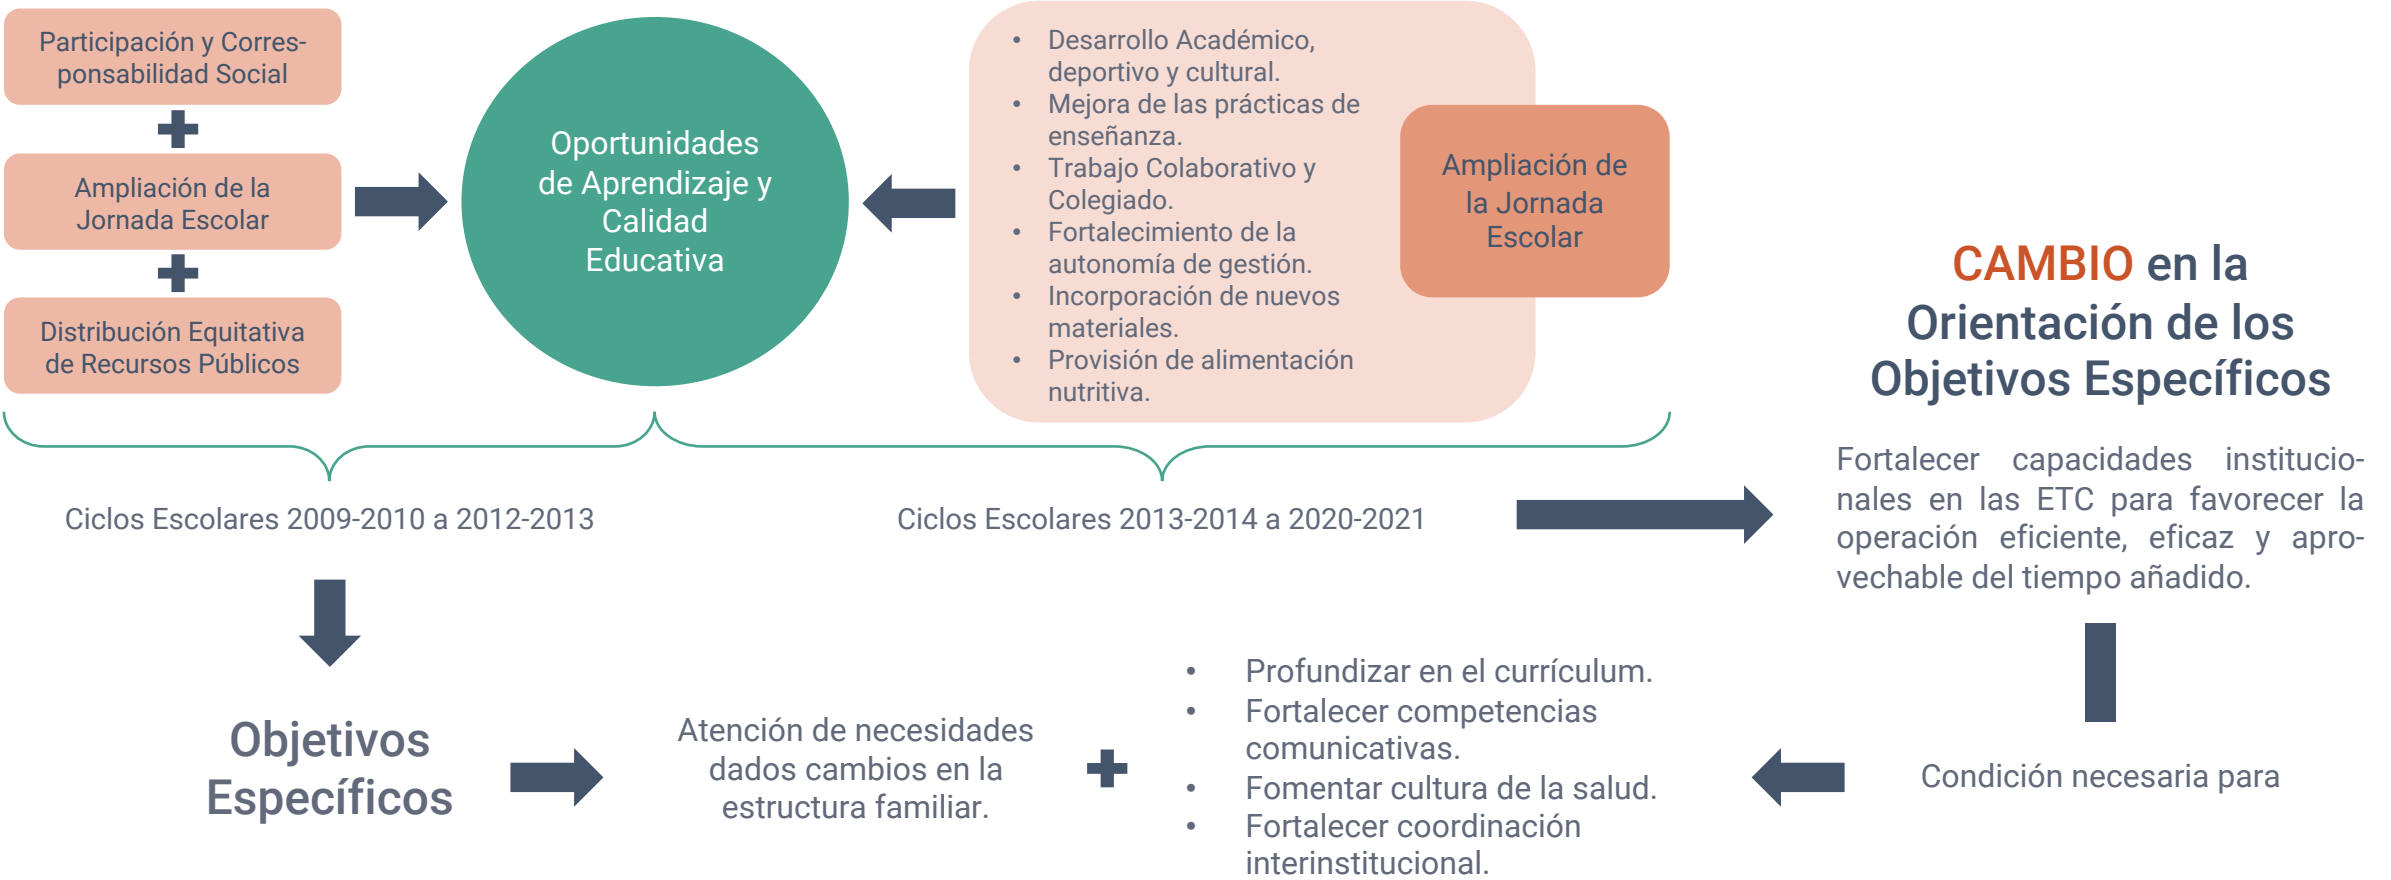 Participación y Corres-
ponsabilidad Social
Ampliación de la
Jornada Escolar
Distribución Equitativa
de Recursos Públicos
Oportunidades
de Aprendizaje y
Calidad
Educativa
• Desarrollo Académico,
deportivo y cultural.
• Mejora de las prácticas de
enseñanza.
• Trabajo Colaborativo y
Colegiado.
• Fortalecimiento de la
autonomía de gestión.
• Incorporación de nuevos
materiales.
• Provisión de alimentación
nutritiva.
Ampliación de
la Jornada
Escolar
Ciclos Escolares 2009-2010 a 2012-2013
Ciclos Escolares 2013-2014 a 2020-2021
CAMBIO en la
Orientación de los
Objetivos Específicos
Fortalecer capacidades institucio-
nales en las ETC para favorecer la
operación eficiente, eficaz y apro-
vechable del tiempo añadido.
Objetivos
Específicos
Atención de necesidades
dados cambios en la
estructura familiar.
• Profundizar en el currículum.
• Fortalecer competencias
comunicativas.
• Fomentar cultura de la salud.
• Fortalecer coordinación
interinstitucional.
Condición necesaria para